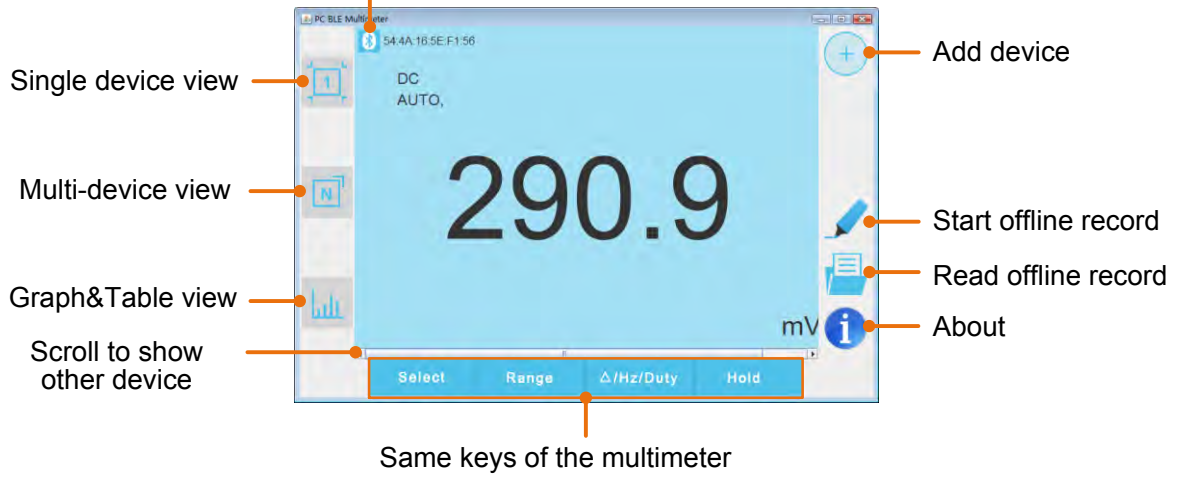 PC BLE Multimeter
54:4A:16:5E:F1:56
Add device
Single device view
1
+
DC
AUTO,
290.9
Multi-device view
N
Start offline record
Read offline record
Graph&Table view
mV
i
About
Scroll to show
other device
Select Range △/Hz/Duty Hold
Same keys of the multimeter